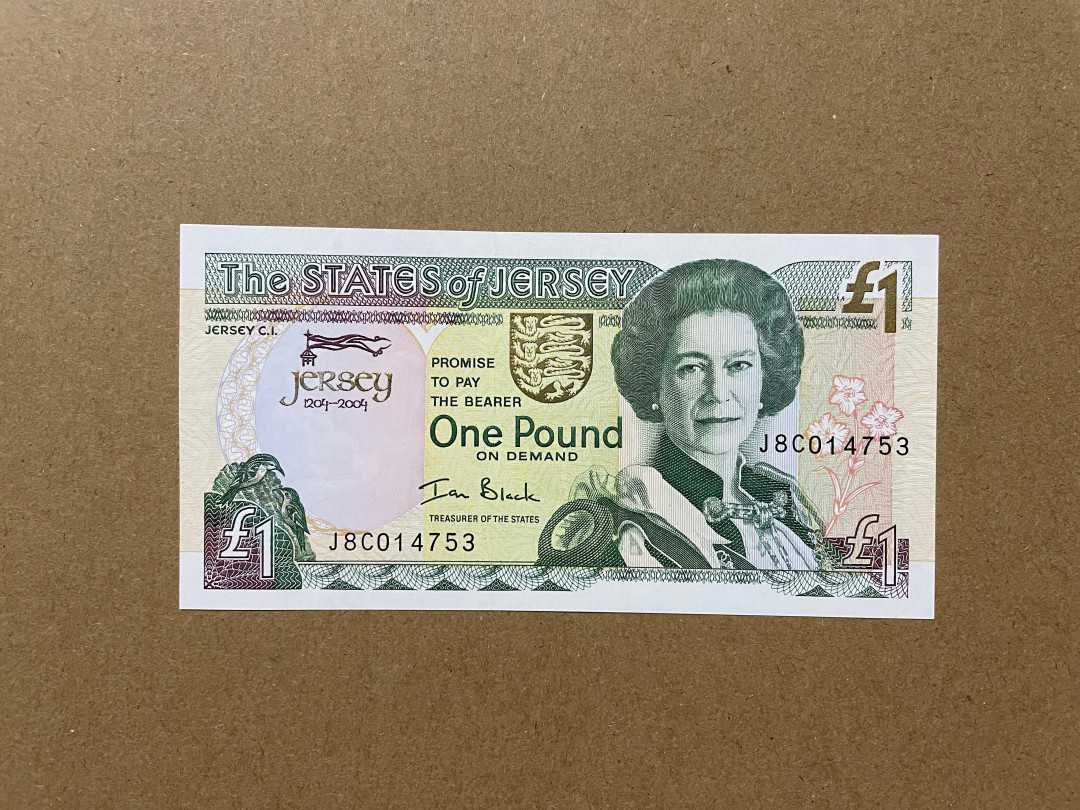 The STATES of JERSEY
£1
JERSEY C.I.
JERSEY
1204–2004
PROMISE
TO PAY
THE BEARER
One Pound
ON DEMAND
J8C014753
Ian Black
TREASURER OF THE STATES
£1
J8C014753
£1